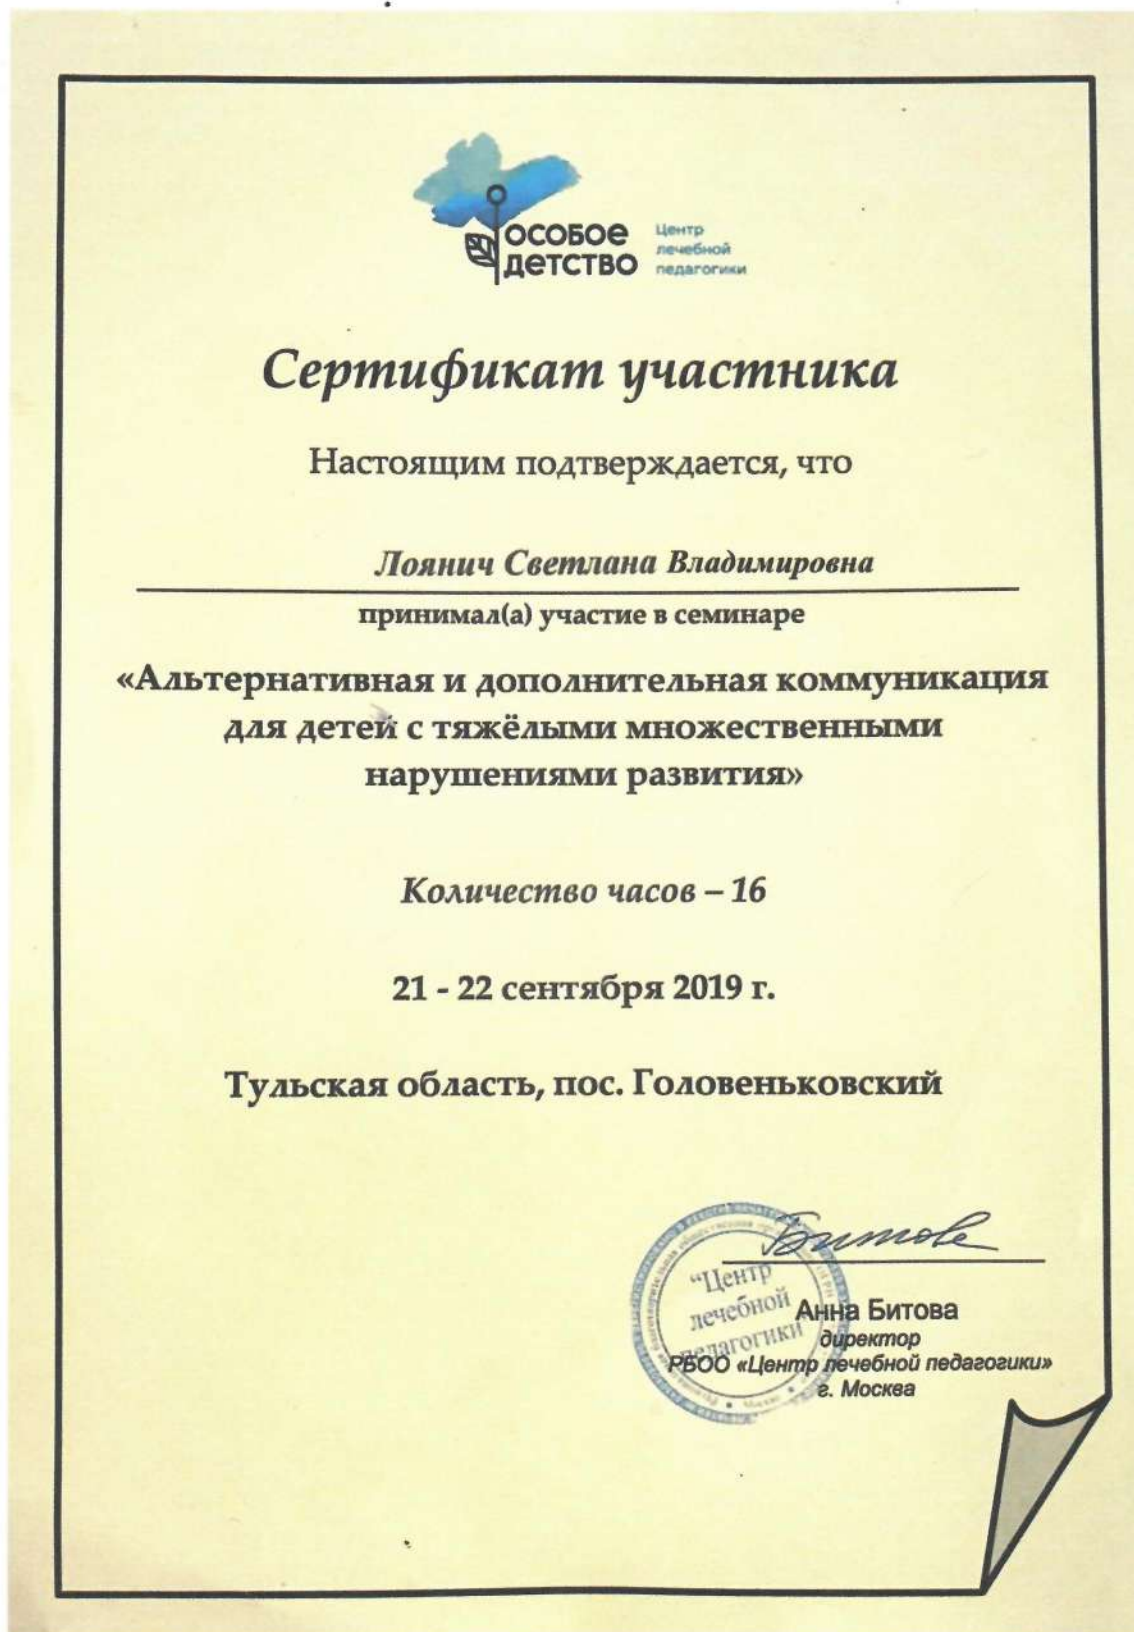 ОСОБОЕ
ДЕТСТВО
Центр
лечебной
педагогики
Сертификат участника
Настоящим подтверждается, что
Лоянич Светлана Владимировна
принимал(а) участие в семинаре
«Альтернативная и дополнительная коммуникация
для детей с тяжёлыми множественными
нарушениями развития»
Количество часов – 16
21 - 22 сентября 2019 г.
Тульская область, пос. Головеньковский
Битова
"Центр
лечебной
педагогики"
Анна Битова
директор
РБОО «Центр лечебной педагогики»
г. Москва